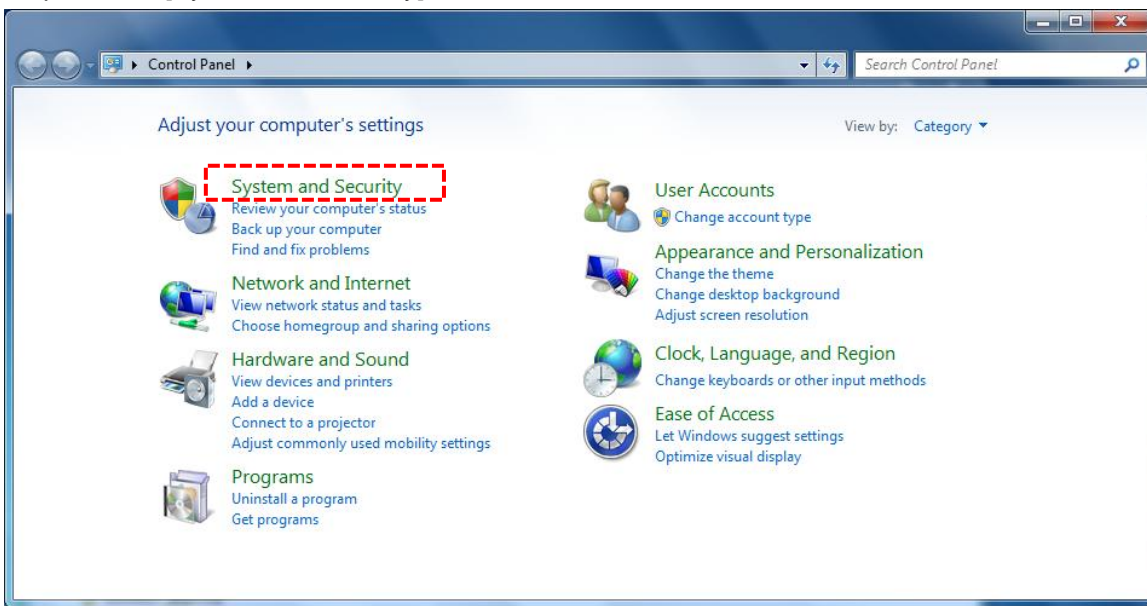 Control Panel
Search Control Panel
Adjust your computer's settings
View by: Category
System and Security
Review your computer's status
Back up your computer
Find and fix problems
Network and Internet
View network status and tasks
Choose homegroup and sharing options
Hardware and Sound
View devices and printers
Add a device
Connect to a projector
Adjust commonly used mobility settings
Programs
Uninstall a program
Get programs
User Accounts
Change account type
Appearance and Personalization
Change the theme
Change desktop background
Adjust screen resolution
Clock, Language, and Region
Change keyboards or other input methods
Ease of Access
Let Windows suggest settings
Optimize visual display